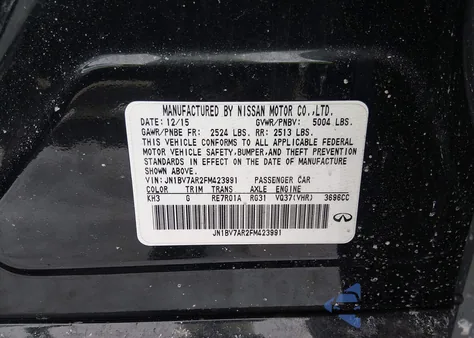 MANUFACTURED BY NISSAN MOTOR CO.,LTD.
DATE: 12/15 GVWR/PNBV: 5004 LBS.
GAWR/PNBE FR: 2524 LBS. RR: 2513 LBS.
THIS VEHICLE CONFORMS TO ALL APPLICABLE FEDERAL
MOTOR VEHICLE SAFETY,BUMPER,AND THEFT PREVENTION
STANDARDS IN EFFECT ON THE DATE OF MANUFACTURE
SHOWN ABOVE.
VIN: JN1BV7AR2FM423991 PASSENGER CAR
COLOR TRIM TRANS AXLE ENGINE
KH3 G RE7R01A RG31 VQ37(VHR) 3696CC
JN1BV7AR2FM423991